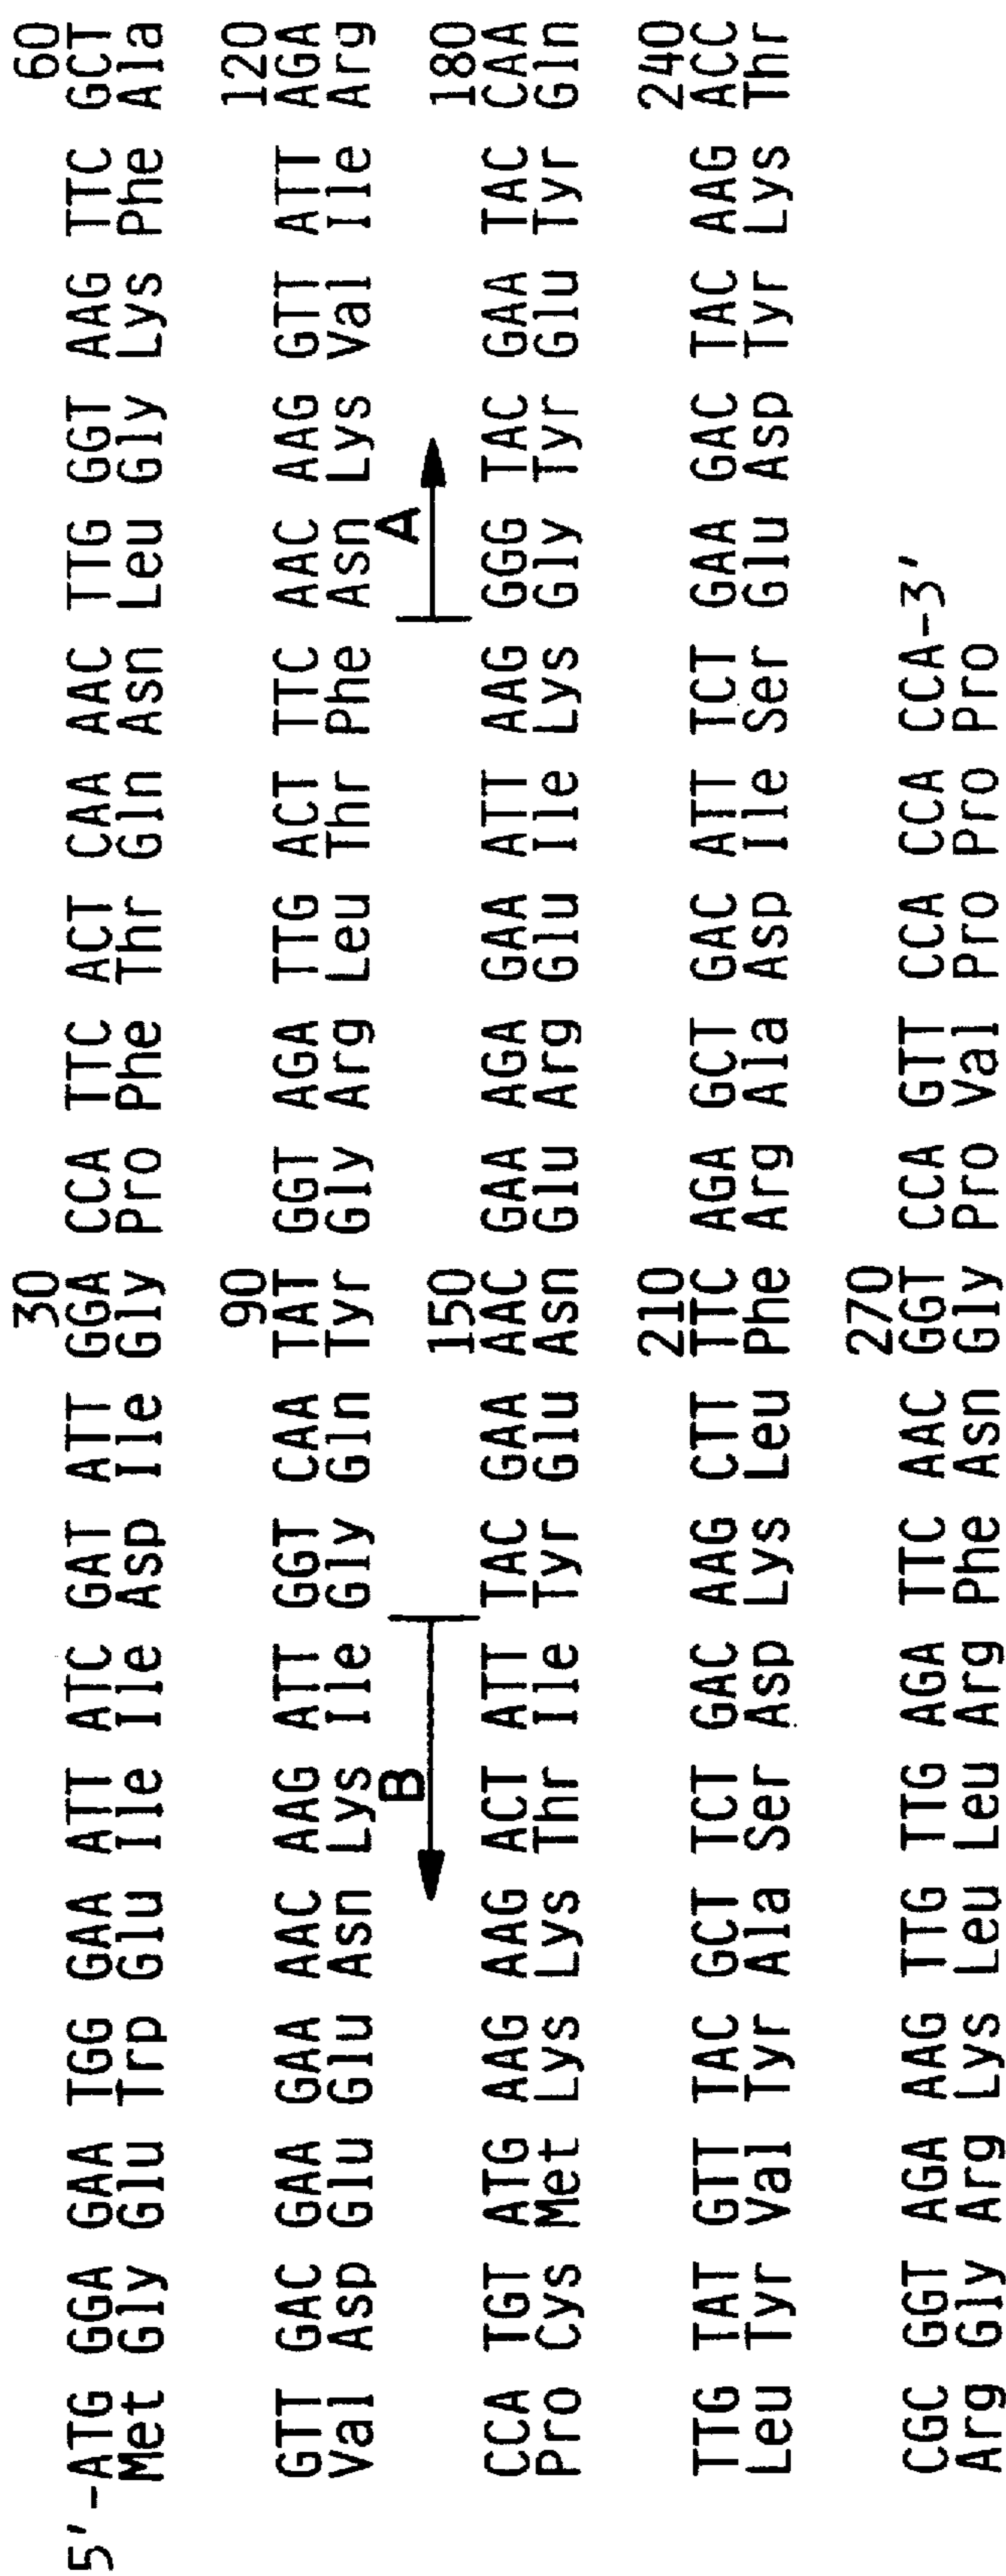 30 60
5'-ATG GGA GAA TGG GAA ATT ATC GAT ATT GGA CCA TTC ACT CAA AAC TTG GGT AAG TTC GCT
Met Gly Glu Trp Glu Ile Ile Asp Ile Gly Pro Phe Thr Gln Asn Leu Gly Lys Phe Ala
90 120
GTT GAC GAA GAA AAC AAG ATT GGT CAA TAT GGT AGA TTG ACT TTC AAC AAG GTT ATT AGA
Val Asp Glu Glu Asn Lys Ile Gly Gln Tyr Gly Arg Leu Thr Phe Asn Lys Val Ile Arg
B A
150 180
CCA TGT ATG AAG AAG ACT ATT TAC GAA AAC GAA AGA GAA ATT AAG GGG TAC GAA TAC CAA
Pro Cys Met Lys Lys Thr Ile Tyr Glu Asn Glu Arg Glu Ile Lys Gly Tyr Glu Tyr Gln
210 240
TTG TAT GTT TAC GCT TCT GAC AAG CTT TTC AGA GCT GAC ATT TCT GAA GAC TAC AAG ACC
Leu Tyr Val Tyr Ala Ser Asp Lys Leu Phe Arg Ala Asp Ile Ser Glu Asp Tyr Lys Thr
270
CGC GGT AGA AAG TTG TTG AGA TTC AAC GGT CCA GTT CCA CCA CCA-3'
Arg Gly Arg Lys Leu Leu Arg Phe Asn Gly Pro Val Pro Pro Pro